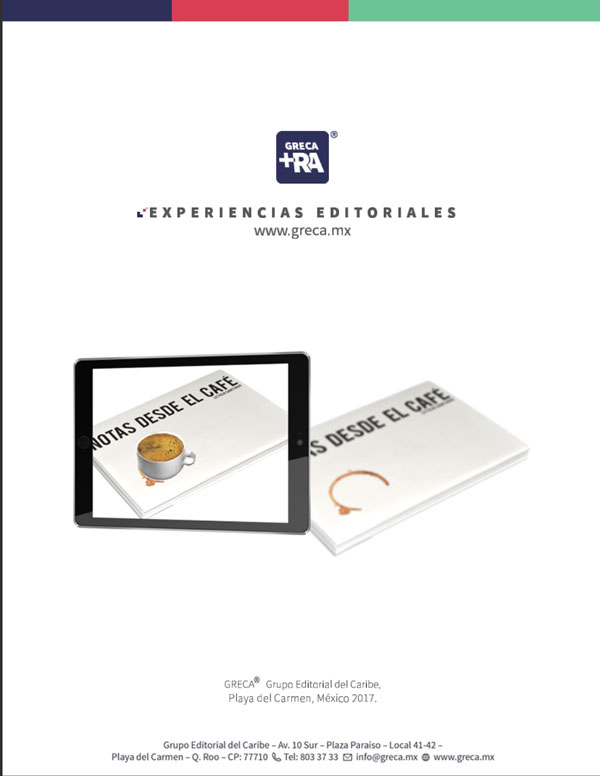 GRECA
+RA®
EXPERIENCIAS EDITORIALES
www.greca.mx
NOTAS DESDE EL CAFÉ
AS DESDE EL CAFÉ
GRECA® Grupo Editorial del Caribe,
Playa del Carmen, México 2017.
Grupo Editorial del Caribe – Av. 10 Sur – Plaza Paraiso – Local 41-42 –
Playa del Carmen – Q. Roo – CP: 77710 Tel: 803 37 33 info@greca.mx www.greca.mx